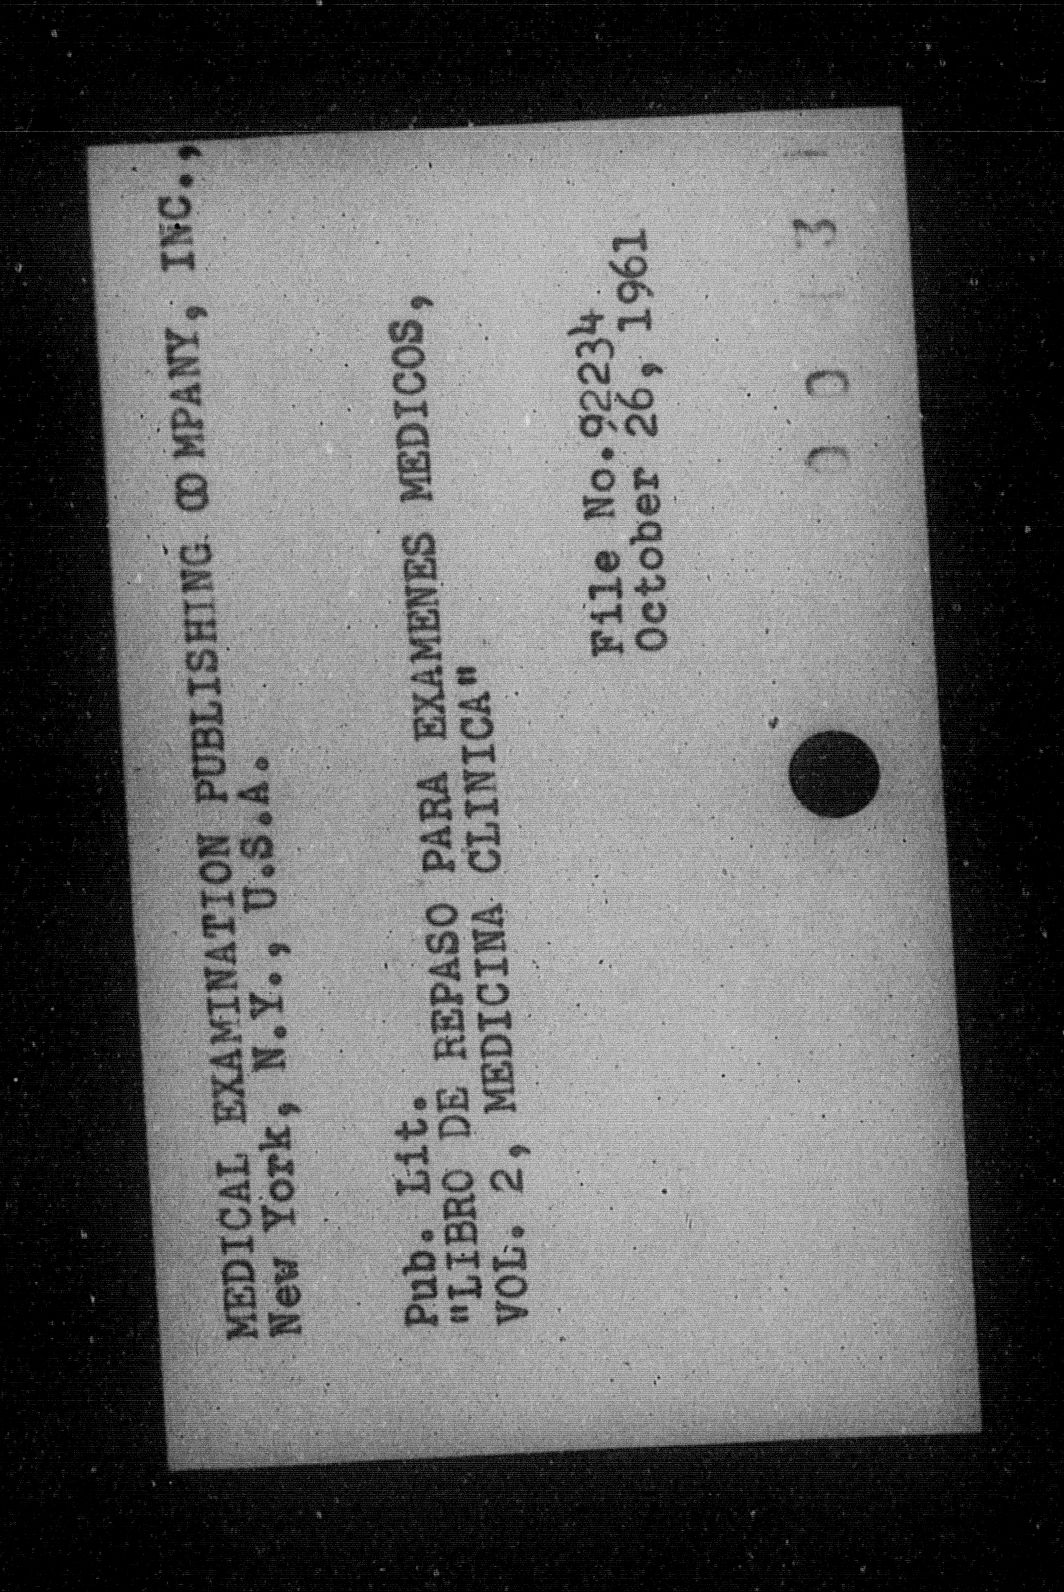 MEDICAL EXAMINATION PUBLISHING COMPANY, INC.,
New York, N.Y., U.S.A.
Pub. Lit.
"LIBRO DE REPASO PARA EXAMENES MEDICOS,
VOL. 2, MEDICINA CLINICA"
File No.92234
October 26, 1961